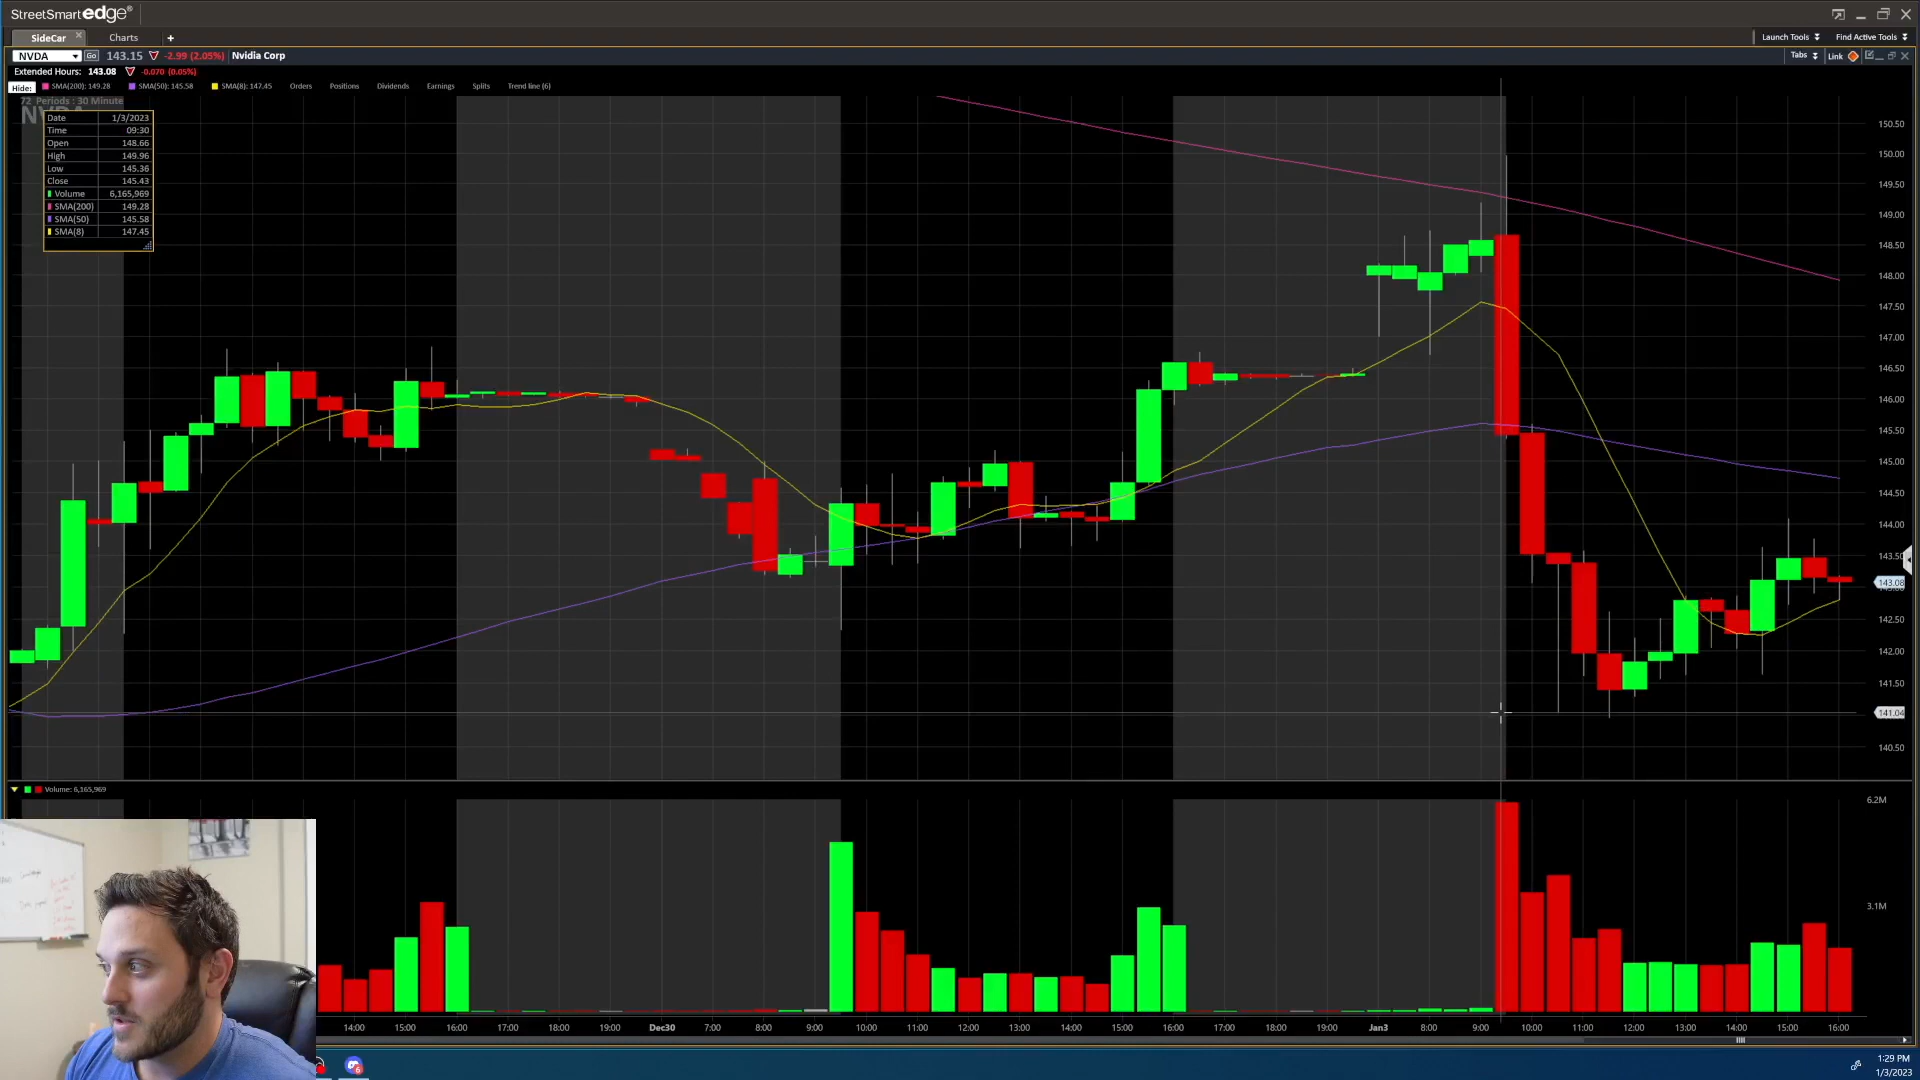 StreetSmart edge®
SideCar × Charts +
Launch Tools Find Active Tools
NVDA Go 143.15 -2.99 (2.05%) Nvidia Corp
Tabs Link
Extended Hours: 143.08 -0.070 (0.05%)
Hide: SMA(200): 149.28 SMA(50): 145.58 SMA(8): 147.45 Orders Positions Dividends Earnings Splits Trend line (6)
72 Periods : 30 Minute
Date 1/3/2023
Time 09:30
Open 148.66
High 149.96
Low 145.36
Close 145.43
Volume 6,165,969
SMA(200) 149.28
SMA(50) 145.58
SMA(8) 147.45
150.50
150.00
149.50
149.00
148.50
148.00
147.50
147.00
146.50
146.00
145.50
145.00
144.50
144.00
143.50
143.08
142.50
142.00
141.50
141.04
140.50
Volume: 6,165,969
6.2M
3.1M
14:00 15:00 16:00 17:00 18:00 19:00 Dec30 7:00 8:00 9:00 10:00 11:00 12:00 13:00 14:00 15:00 16:00 17:00 18:00 19:00 Jan3 8:00 9:00 10:00 11:00 12:00 13:00 14:00 15:00 16:00
1:29 PM
1/3/2023